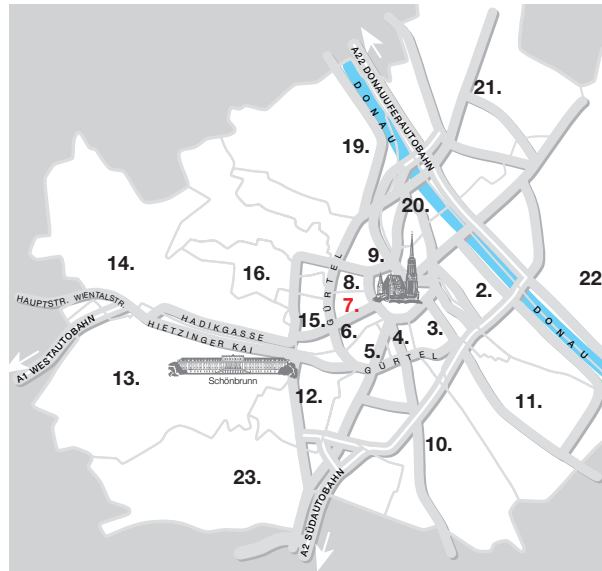 A22 DONAUUFERAUTOBAHN
DONAU
21.
19.
20.
14.
16.
9.
8.
7.
2.
22
HAUPTSTR. WIENTALSTR.
HADIKGASSE
HIETZINGER KAI
A1 WESTAUTOBAHN
GÜRTEL
15.
6.
5.
4.
3.
GÜRTEL
DONAU
13.
Schönbrunn
12.
11.
10.
23.
A2 SÜDAUTOBAHN